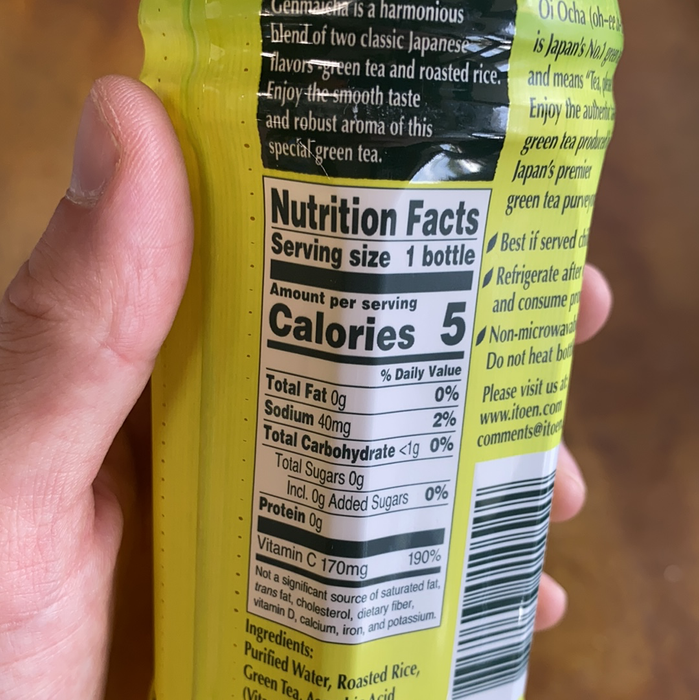 Genmaicha is a harmonious
blend of two classic Japanese
flavors-green tea and roasted rice.
Enjoy the smooth taste
and robust aroma of this
special green tea.
Nutrition Facts
Serving size 1 bottle
Amount per serving
Calories 5
% Daily Value
Total Fat 0g 0%
Sodium 40mg 2%
Total Carbohydrate <1g 0%
Total Sugars 0g
Incl. 0g Added Sugars 0%
Protein 0g
Vitamin C 170mg 190%
Not a significant source of saturated fat,
trans fat, cholesterol, dietary fiber,
vitamin D, calcium, iron, and potassium.
Ingredients:
Purified Water, Roasted Rice,
Green Tea, Acid
Oi Ocha
is Japan's No.1
and means "Tea,
Enjoy the
green tea
Japan's premier
green tea
Best if served
Refrigerate after
and consume
Do not heat
Please visit us at
www.itoen.com